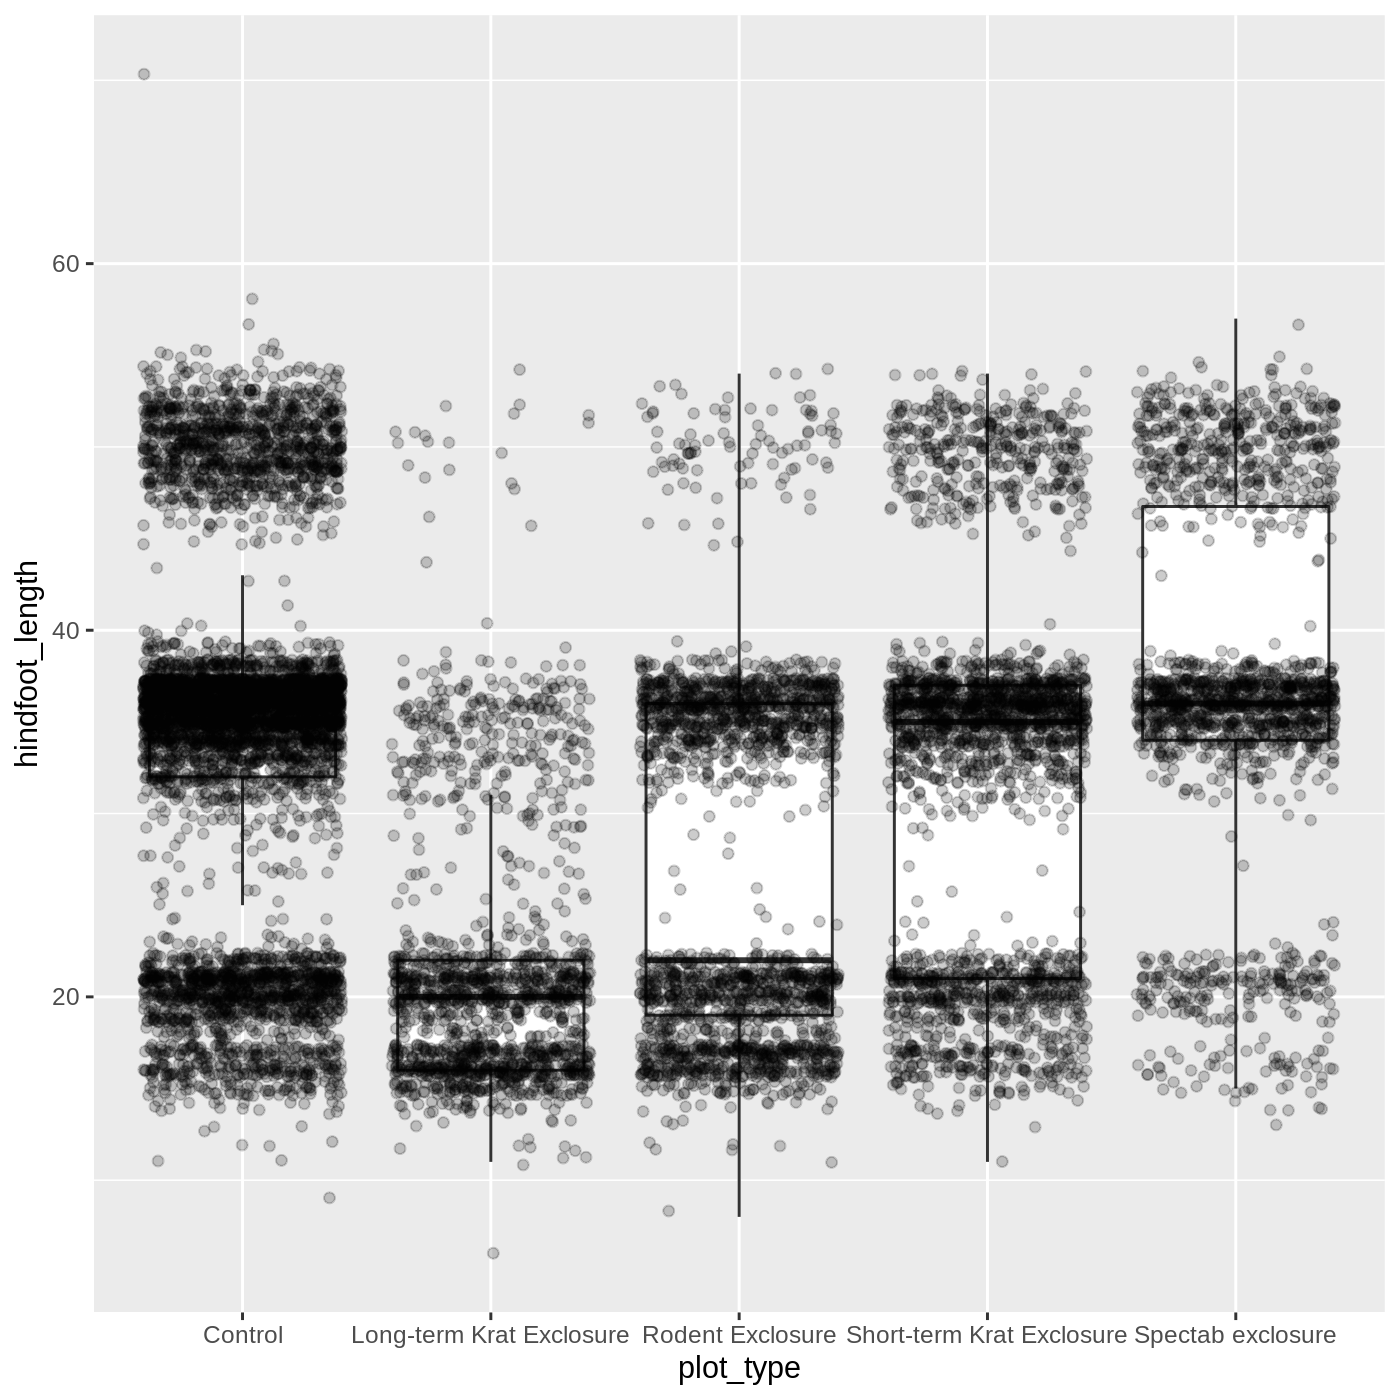 hindfoot_length
60
40
20
Control
Long-term Krat Exclosure
Rodent Exclosure
Short-term Krat Exclosure
Spectab exclosure
plot_type